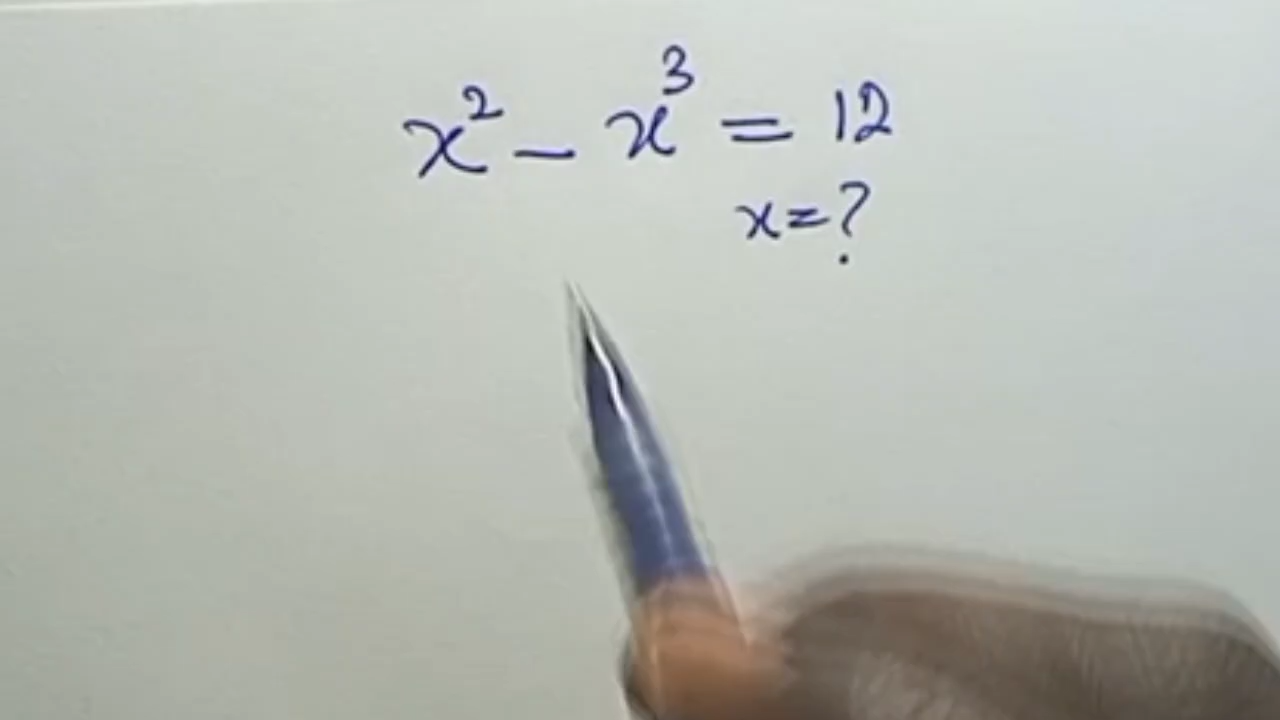 x² - x³ = 12
x = ?